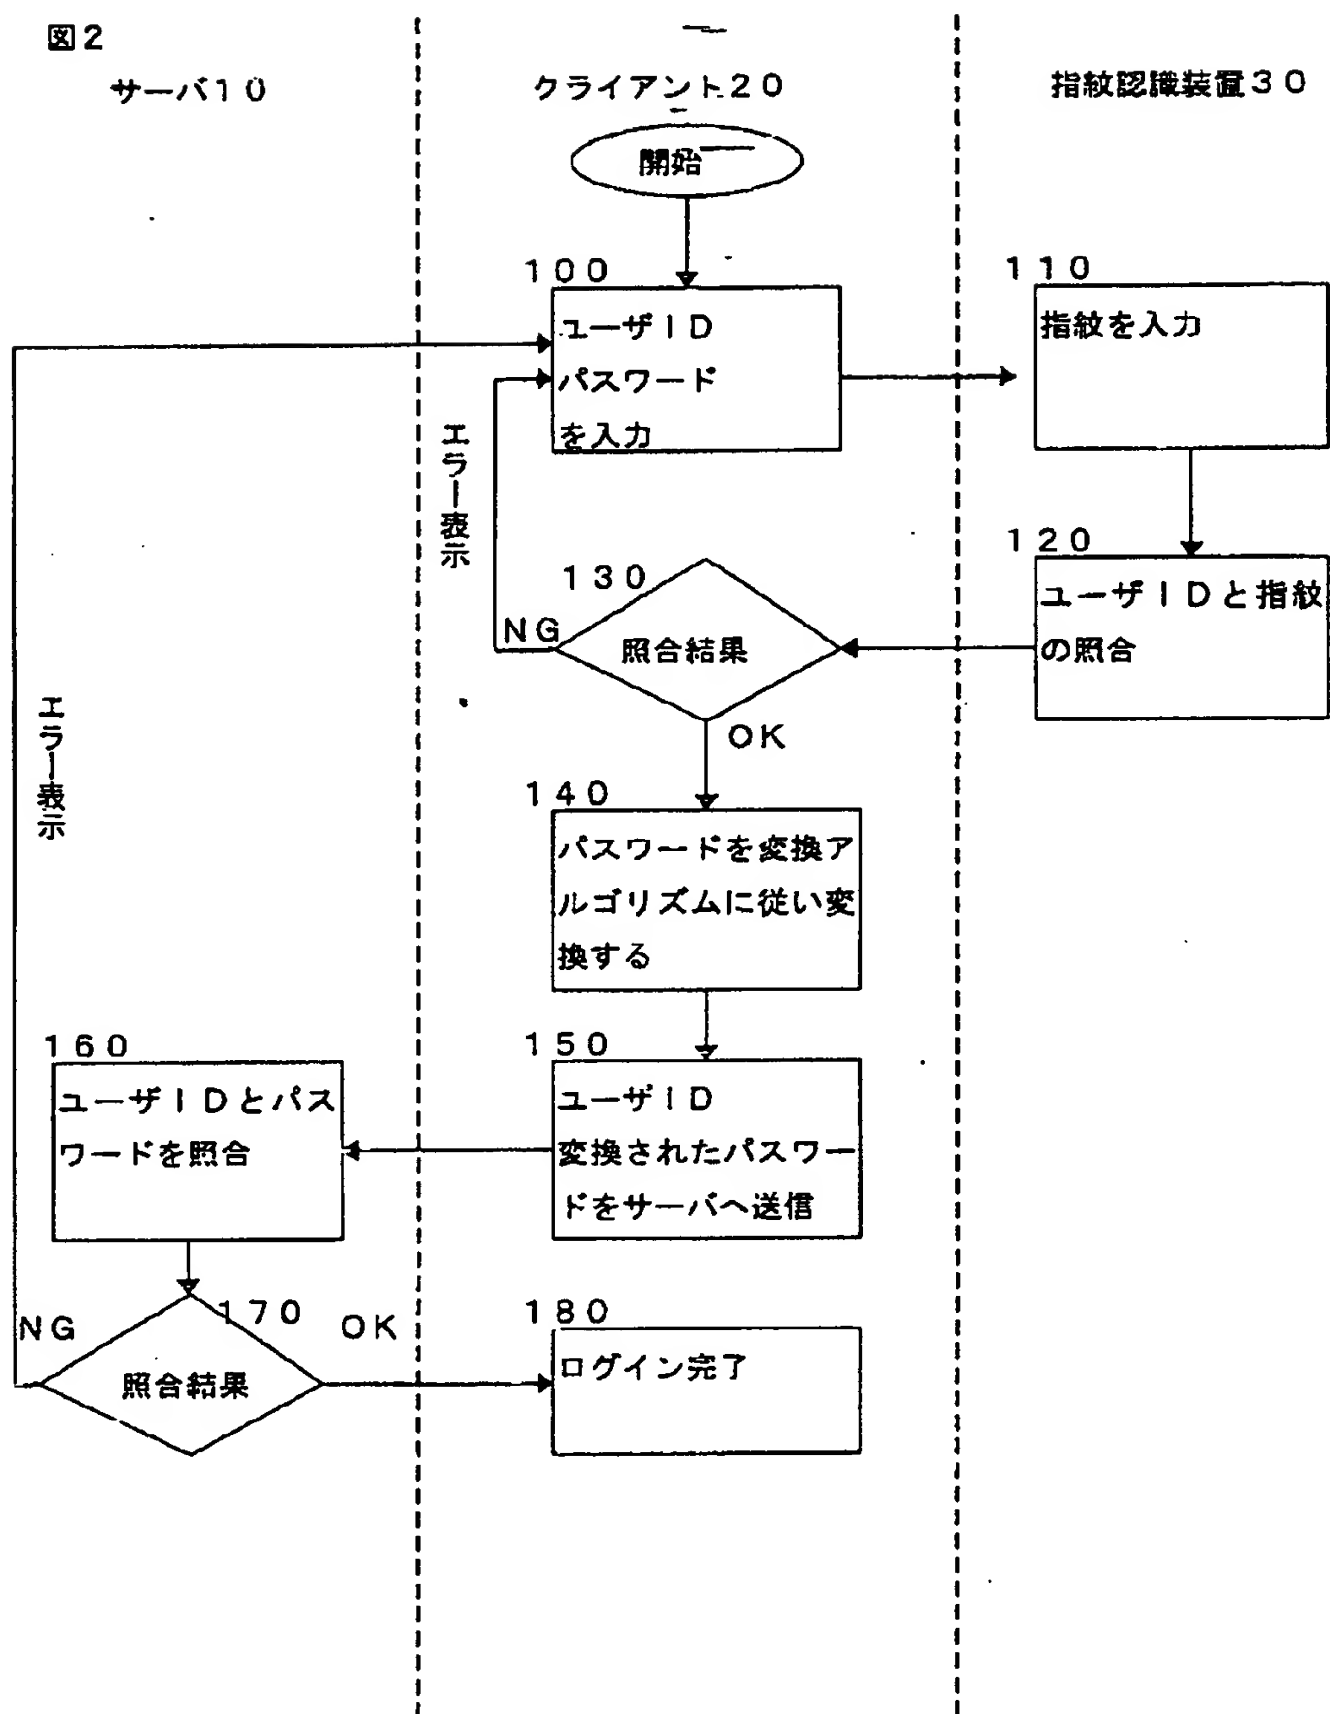 図2
サーバ10
クライアント20
指紋認識装置30
開始
100
ユーザID
パスワード
を入力
110
指紋を入力
エラー表示
120
ユーザIDと指紋
の照合
130
NG
照合結果
OK
エラー表示
140
パスワードを変換ア
ルゴリズムに従い変
換する
150
ユーザID
変換されたパスワー
ドをサーバへ送信
160
ユーザIDとパス
ワードを照合
170
NG
OK
照合結果
180
ログイン完了